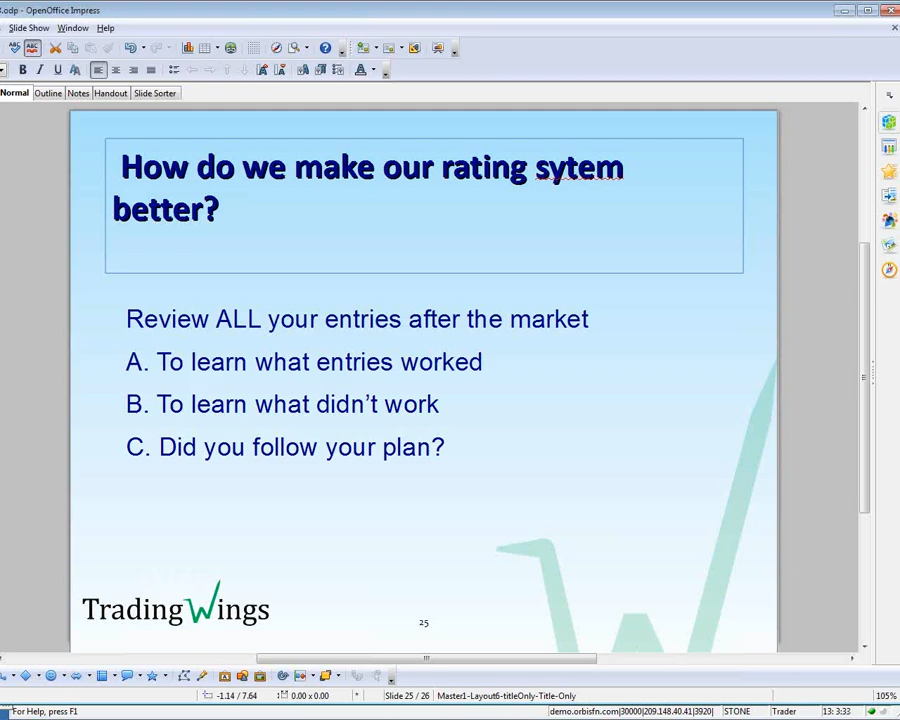 .odp - OpenOffice Impress
Slide Show Window Help
B I U A
Normal Outline Notes Handout Slide Sorter
How do we make our rating sytem
better?
Review ALL your entries after the market
A. To learn what entries worked
B. To learn what didn’t work
C. Did you follow your plan?
TradingWings
25
-1.14 / 7.64 0.00 x 0.00 * Slide 25 / 26 Master1-Layout6-titleOnly-Title-Only 105%
For Help, press F1 demo.orbisfn.com|30000|209.148.40.41|3920| STONE Trader 13: 3:33